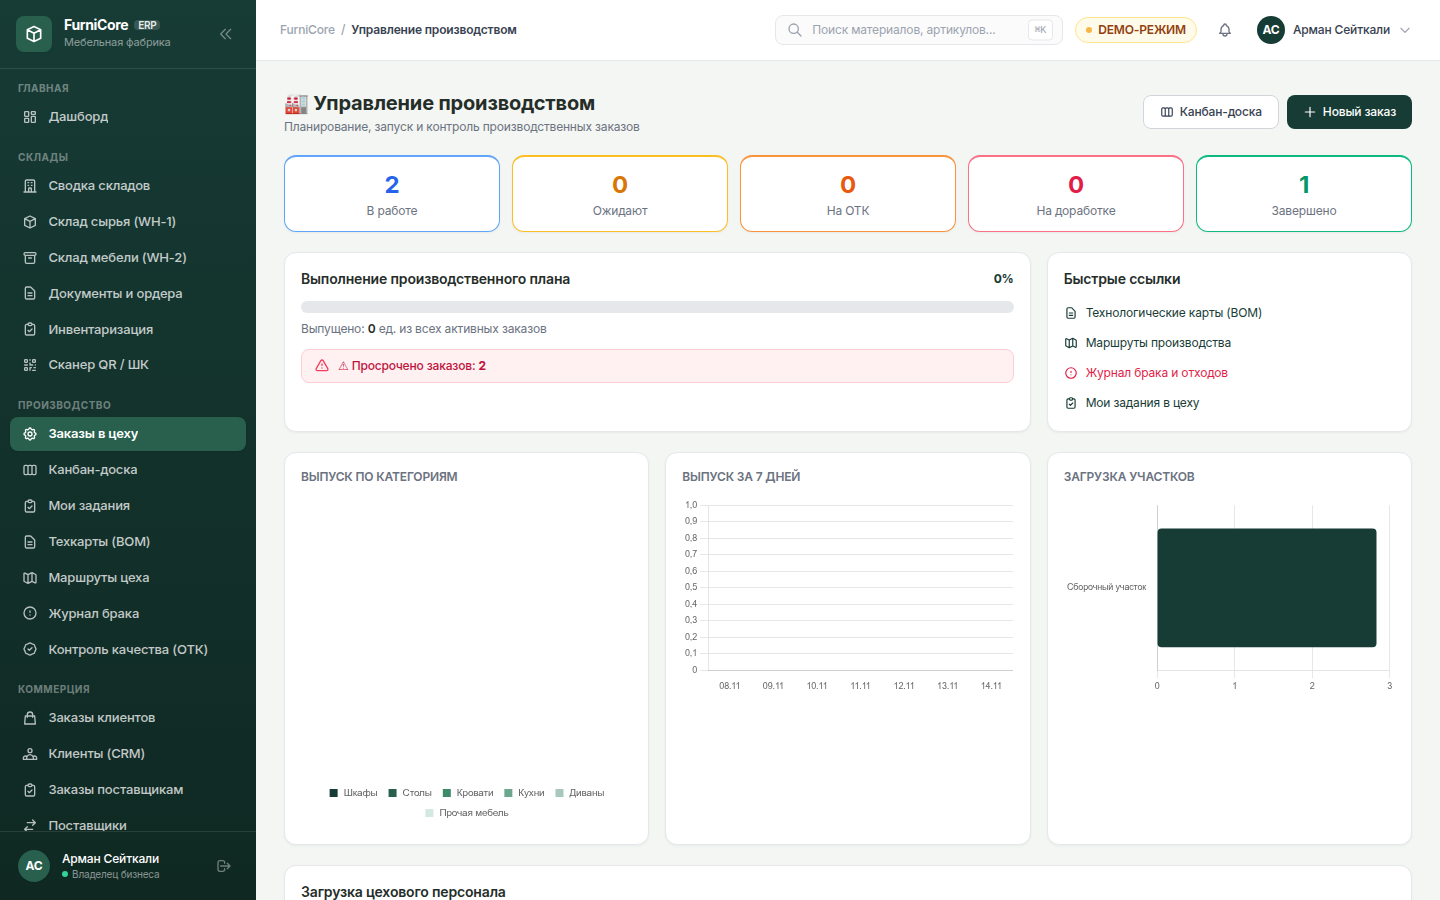 FurniCore ERP
Мебельная фабрика
ГЛАВНАЯ
Дашборд
СКЛАДЫ
Сводка складов
Склад сырья (WH-1)
Склад мебели (WH-2)
Документы и ордера
Инвентаризация
Сканер QR / ШК
ПРОИЗВОДСТВО
Заказы в цеху
Канбан-доска
Мои задания
Техкарты (BOM)
Маршруты цеха
Журнал брака
Контроль качества (ОТК)
КОММЕРЦИЯ
Заказы клиентов
Клиенты (CRM)
Заказы поставщикам
Поставщики
АС
Арман Сейткали
Владелец бизнеса
FurniCore / Управление производством
Поиск материалов, артикулов... ⌘K
DEMO-РЕЖИМ
АС Арман Сейткали
🏭 Управление производством
Планирование, запуск и контроль производственных заказов
Канбан-доска
Новый заказ
2
В работе
0
Ожидают
0
На ОТК
0
На доработке
1
Завершено
Выполнение производственного плана 0%
Выпущено: 0 ед. из всех активных заказов
⚠ Просрочено заказов: 2
Быстрые ссылки
Технологические карты (BOM)
Маршруты производства
Журнал брака и отходов
Мои задания в цеху
ВЫПУСК ПО КАТЕГОРИЯМ
Шкафы Столы Кровати Кухни Диваны
Прочая мебель
ВЫПУСК ЗА 7 ДНЕЙ
1,0
0,9
0,8
0,7
0,6
0,5
0,4
0,3
0,2
0,1
0
08.11 09.11 10.11 11.11 12.11 13.11 14.11
ЗАГРУЗКА УЧАСТКОВ
Сборочный участок
0 1 2 3
Загрузка цехового персонала